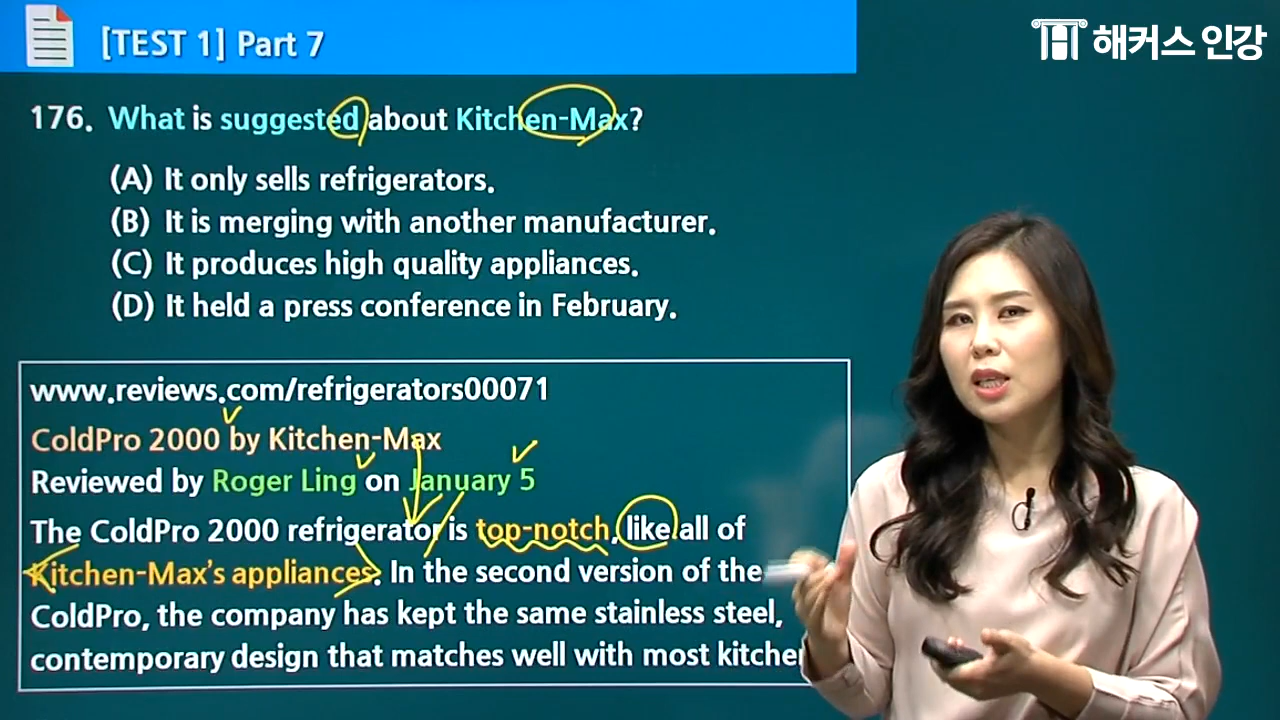 [TEST 1] Part 7
해커스 인강
176. What is suggested about Kitchen-Max?
(A) It only sells refrigerators.
(B) It is merging with another manufacturer.
(C) It produces high quality appliances.
(D) It held a press conference in February.
www.reviews.com/refrigerators00071
ColdPro 2000 by Kitchen-Max
Reviewed by Roger Ling on January 5
The ColdPro 2000 refrigerator is top-notch, like all of
Kitchen-Max's appliances. In the second version of the
ColdPro, the company has kept the same stainless steel,
contemporary design that matches well with most